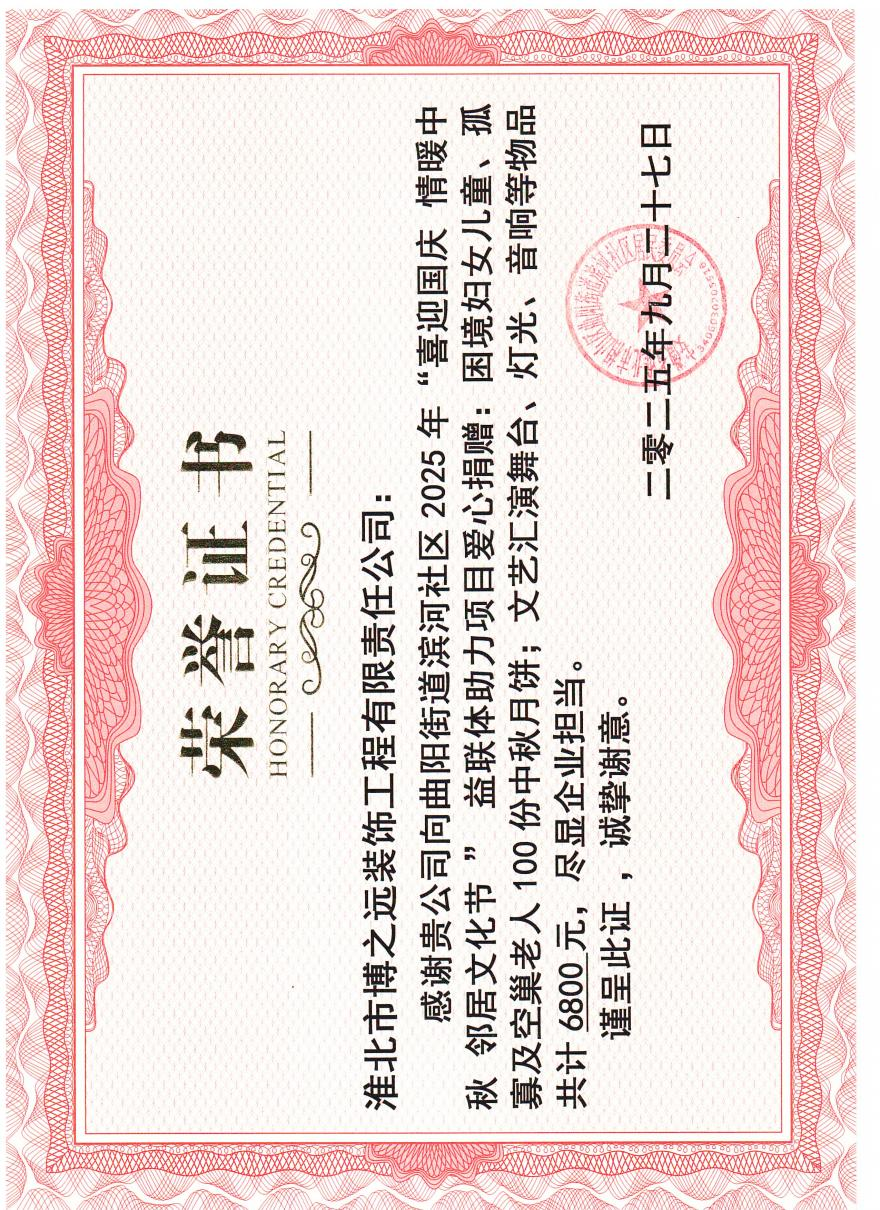 荣誉证书
HONORARY CREDENTIAL
淮北市博之远装饰工程有限责任公司：
感谢贵公司向曲阳街道滨河社区 2025 年 “喜迎国庆 情暖中
秋 邻居文化节 ” 益联体助力项目爱心捐赠：困境妇女儿童、孤
寡及空巢老人 100 份中秋月饼；文艺汇演舞台、灯光、音响等物品
共计 6800 元，尽显企业担当。
谨呈此证 ，诚挚谢意。
二零二五年九月二十七日